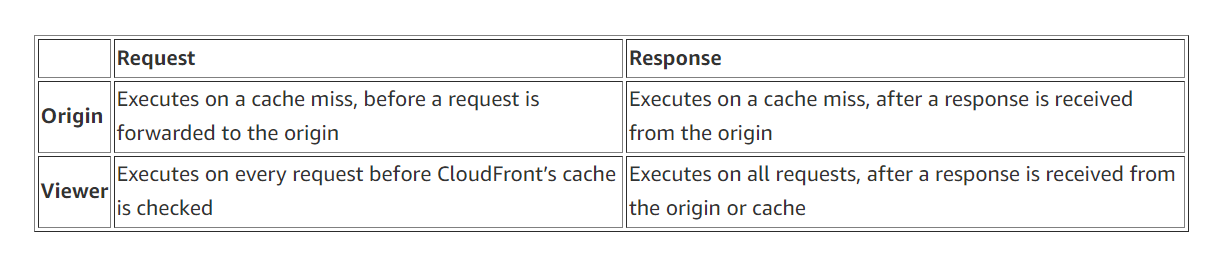 Request
Response
Origin
Executes on a cache miss, before a request is
forwarded to the origin
Executes on a cache miss, after a response is received
from the origin
Viewer
Executes on every request before CloudFront’s cache
is checked
Executes on all requests, after a response is received from
the origin or cache